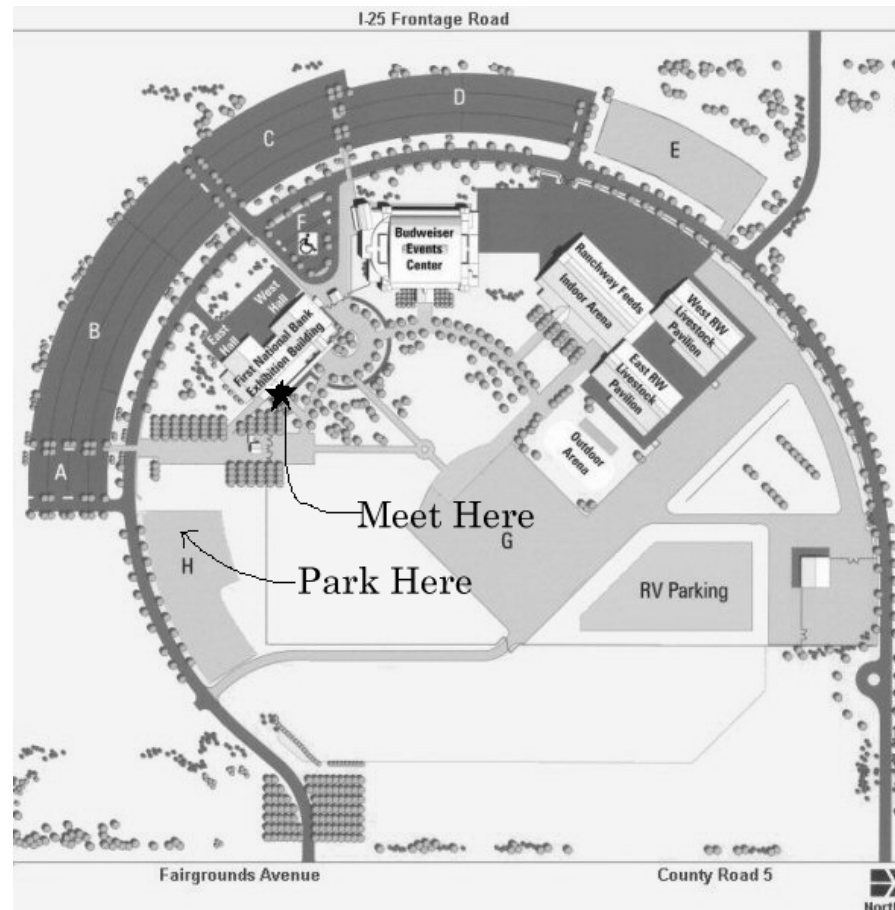 I-25 Frontage Road
D
C
E
F
Budweiser
Events
Center
Ranchway Feeds
Indoor Arena
West RW
Livestock
Pavilion
West
Hall
East
Hall
First National Bank
Exhibition Building
B
East RW
Livestock
Pavilion
Outdoor
Arena
A
Meet Here
G
H
Park Here
RV Parking
Fairgrounds Avenue
County Road 5
North